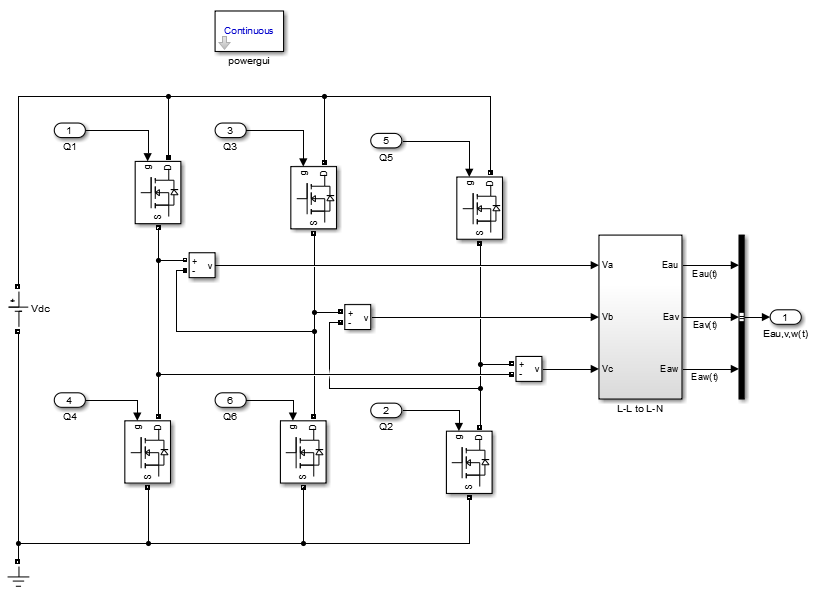 Continuous
powergui
1
Q1
3
Q3
5
Q5
g
D
S
g
D
S
g
D
S
+
-
v
Va
Eau
Eau(t)
+
Vdc
+
-
v
Vb
Eav
Eav(t)
1
Eau,v,w(t)
+
-
v
Vc
Eaw
Eaw(t)
L-L to L-N
4
Q4
6
Q6
2
Q2
g
D
S
g
D
S
g
D
S